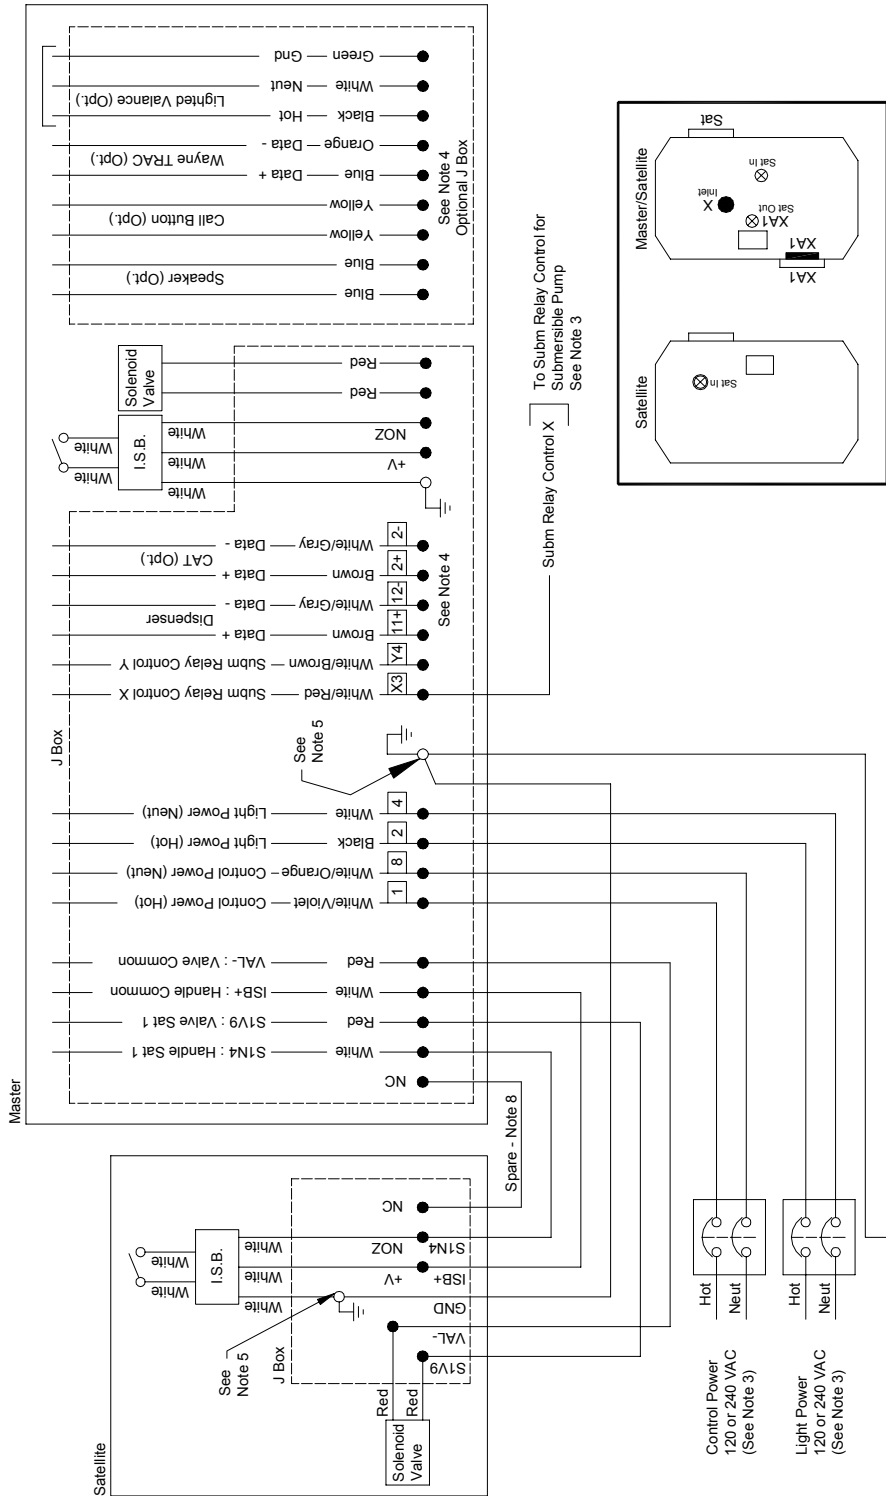 Master
Green — Gnd
White — Neut
Black — Hot
Lighted Valance (Opt.)
Orange — Data -
Blue — Data +
Wayne TRAC (Opt.)
Yellow
Yellow
Call Button (Opt.)
Blue
Blue
Speaker (Opt.)
See Note 4
Optional J Box
Solenoid
Valve
Red
Red
White
White
I.S.B.
White
NOZ
White
+V
White
J Box
White/Gray — Data -
2-
Brown — Data +
2+
CAT (Opt.)
White/Gray — Data -
12-
Brown — Data +
11+
Dispenser
White/Brown — Subm Relay Control Y
Y4
White/Red — Subm Relay Control X
X3
See Note 4
See
Note 5
White — Light Power (Neut)
4
Black — Light Power (Hot)
2
White/Orange — Control Power (Neut)
8
White/Violet — Control Power (Hot)
1
Red — VAL- : Valve Common
White — ISB+ : Handle Common
Red — S1V9 : Valve Sat 1
White — S1N4 : Handle Sat 1
NC
Subm Relay Control X
To Subm Relay Control for
Submersible Pump
See Note 3
Spare - Note 8
Satellite
White
White
I.S.B.
White
White
White
NC
NOZ
S1N4
+V
ISB+
GND
VAL-
S1V9
See
Note 5
J Box
Red
Red
Solenoid
Valve
Hot
Neut
Control Power
120 or 240 VAC
(See Note 3)
Hot
Neut
Light Power
120 or 240 VAC
(See Note 3)
Satellite
Sat In
Master/Satellite
Sat
Sat In
X
Inlet
Sat Out
XA1
XA1
XA1